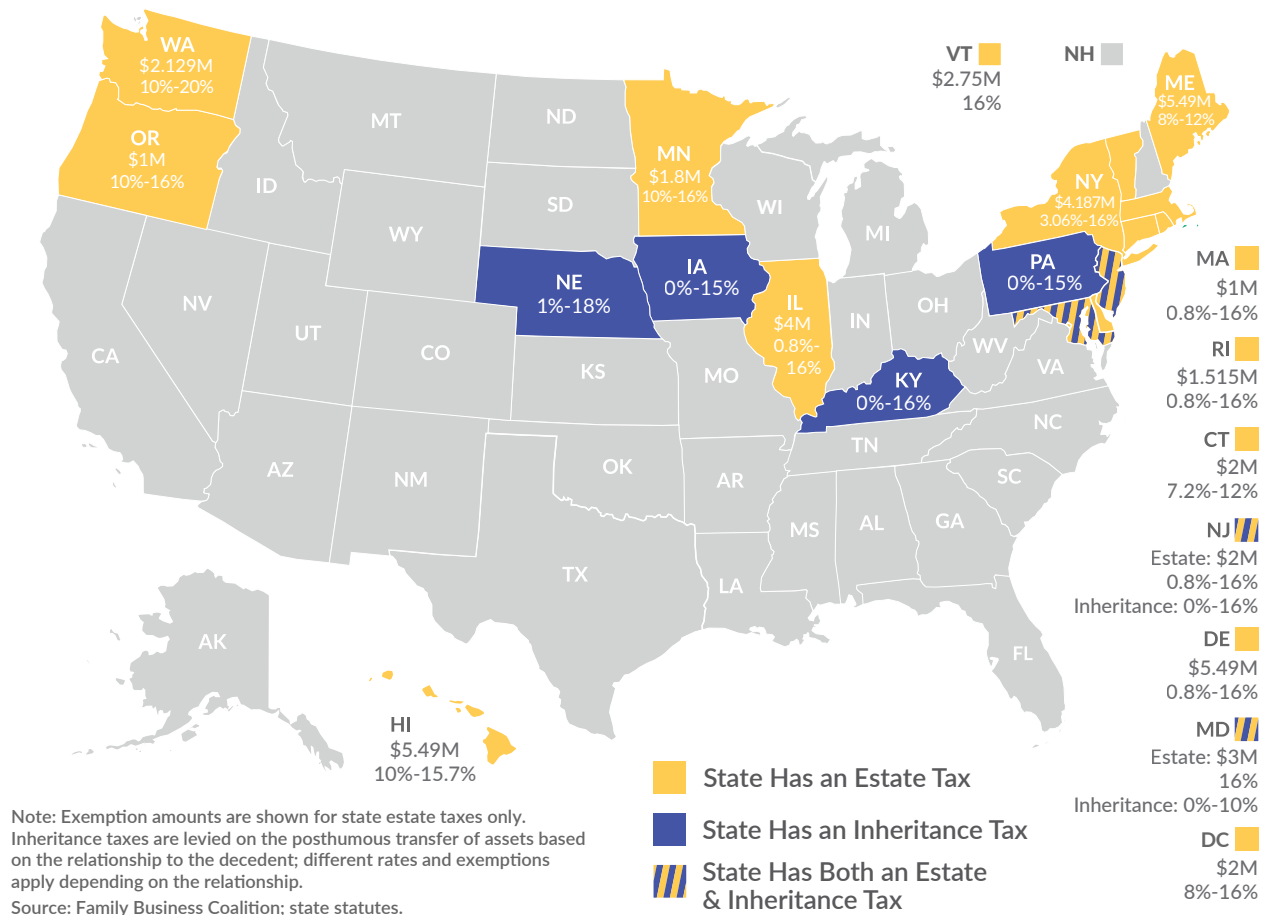 WA
$2.129M
10%-20%
OR
$1M
10%-16%
CA
NV
ID
MT
WY
UT
AZ
CO
NM
ND
SD
NE
1%-18%
KS
OK
TX
MN
$1.8M
10%-16%
IA
0%-15%
MO
AR
LA
WI
IL
$4M
0.8%-
16%
MI
IN
OH
KY
0%-16%
TN
MS
AL
GA
FL
SC
NC
VA
WV
PA
0%-15%
NY
$4.187M
3.06%-16%
ME
$5.49M
8%-12%
VT
$2.75M
16%
NH
MA
$1M
0.8%-16%
RI
$1.515M
0.8%-16%
CT
$2M
7.2%-12%
NJ
Estate: $2M
0.8%-16%
Inheritance: 0%-16%
DE
$5.49M
0.8%-16%
MD
Estate: $3M
16%
Inheritance: 0%-10%
DC
$2M
8%-16%
AK
HI
$5.49M
10%-15.7%
State Has an Estate Tax
State Has an Inheritance Tax
State Has Both an Estate
& Inheritance Tax
Note: Exemption amounts are shown for state estate taxes only.
Inheritance taxes are levied on the posthumous transfer of assets based
on the relationship to the decedent; different rates and exemptions
apply depending on the relationship.
Source: Family Business Coalition; state statutes.